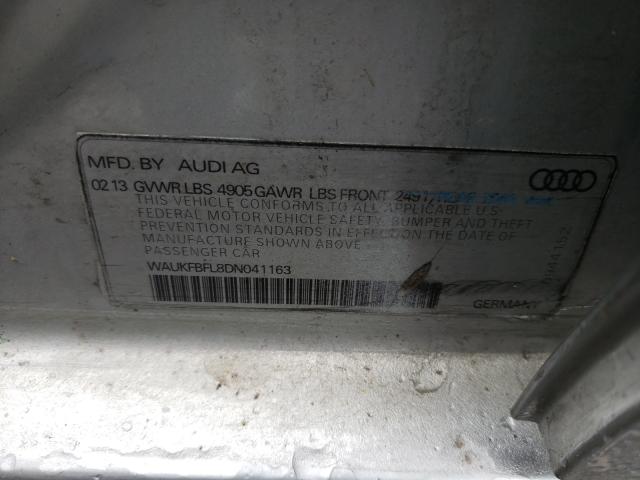 MFD. BY AUDI AG
02 13 GVWR LBS 4905 GAWR LBS FRONT 2491,
THIS VEHICLE CONFORMS TO ALL APPLICABLE U.S
FEDERAL MOTOR VEHICLE SAFETY, BUMPER AND THEFT
PREVENTION STANDARDS IN EFFECT ON THE DATE OF
MANUFACTURE SHOWN ABOVE.
PASSENGER CAR
WAUKFBFL8DN041163
GERMANY